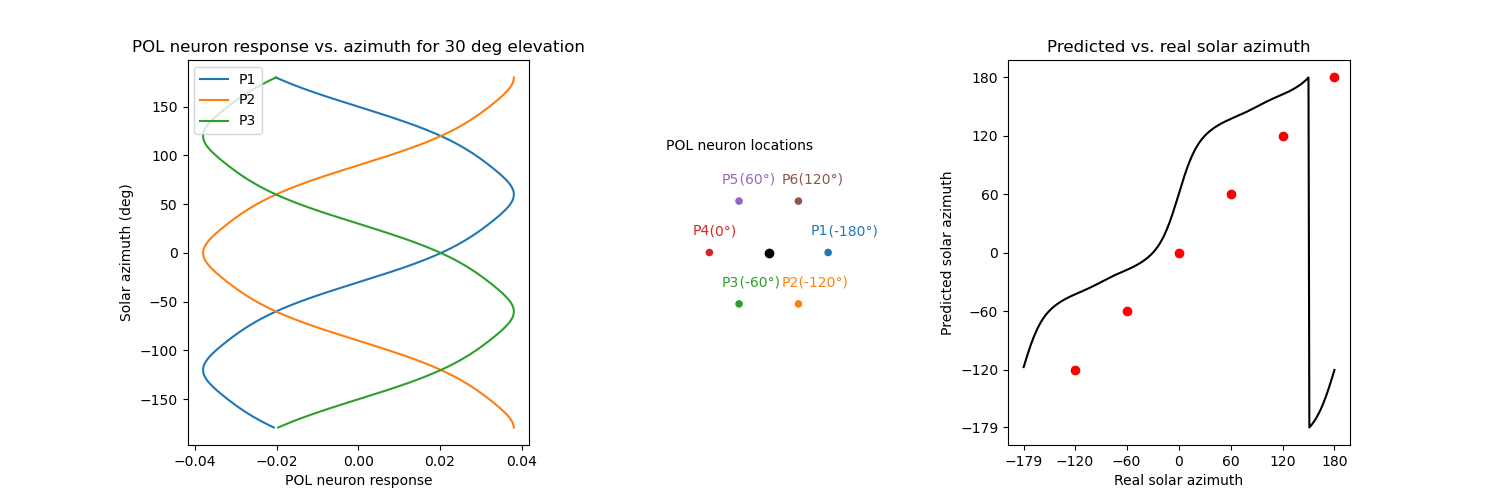 POL neuron response vs. azimuth for 30 deg elevation
P1
P2
P3
Solar azimuth (deg)
150
100
50
0
−50
−100
−150
−0.04 −0.02 0.00 0.02 0.04
POL neuron response
POL neuron locations
P5(60°) P6(120°)
P4(0°) P1(-180°)
P3(-60°) P2(-120°)
Predicted vs. real solar azimuth
Predicted solar azimuth
180
120
60
0
−60
−120
−179
−179 −120 −60 0 60 120 180
Real solar azimuth